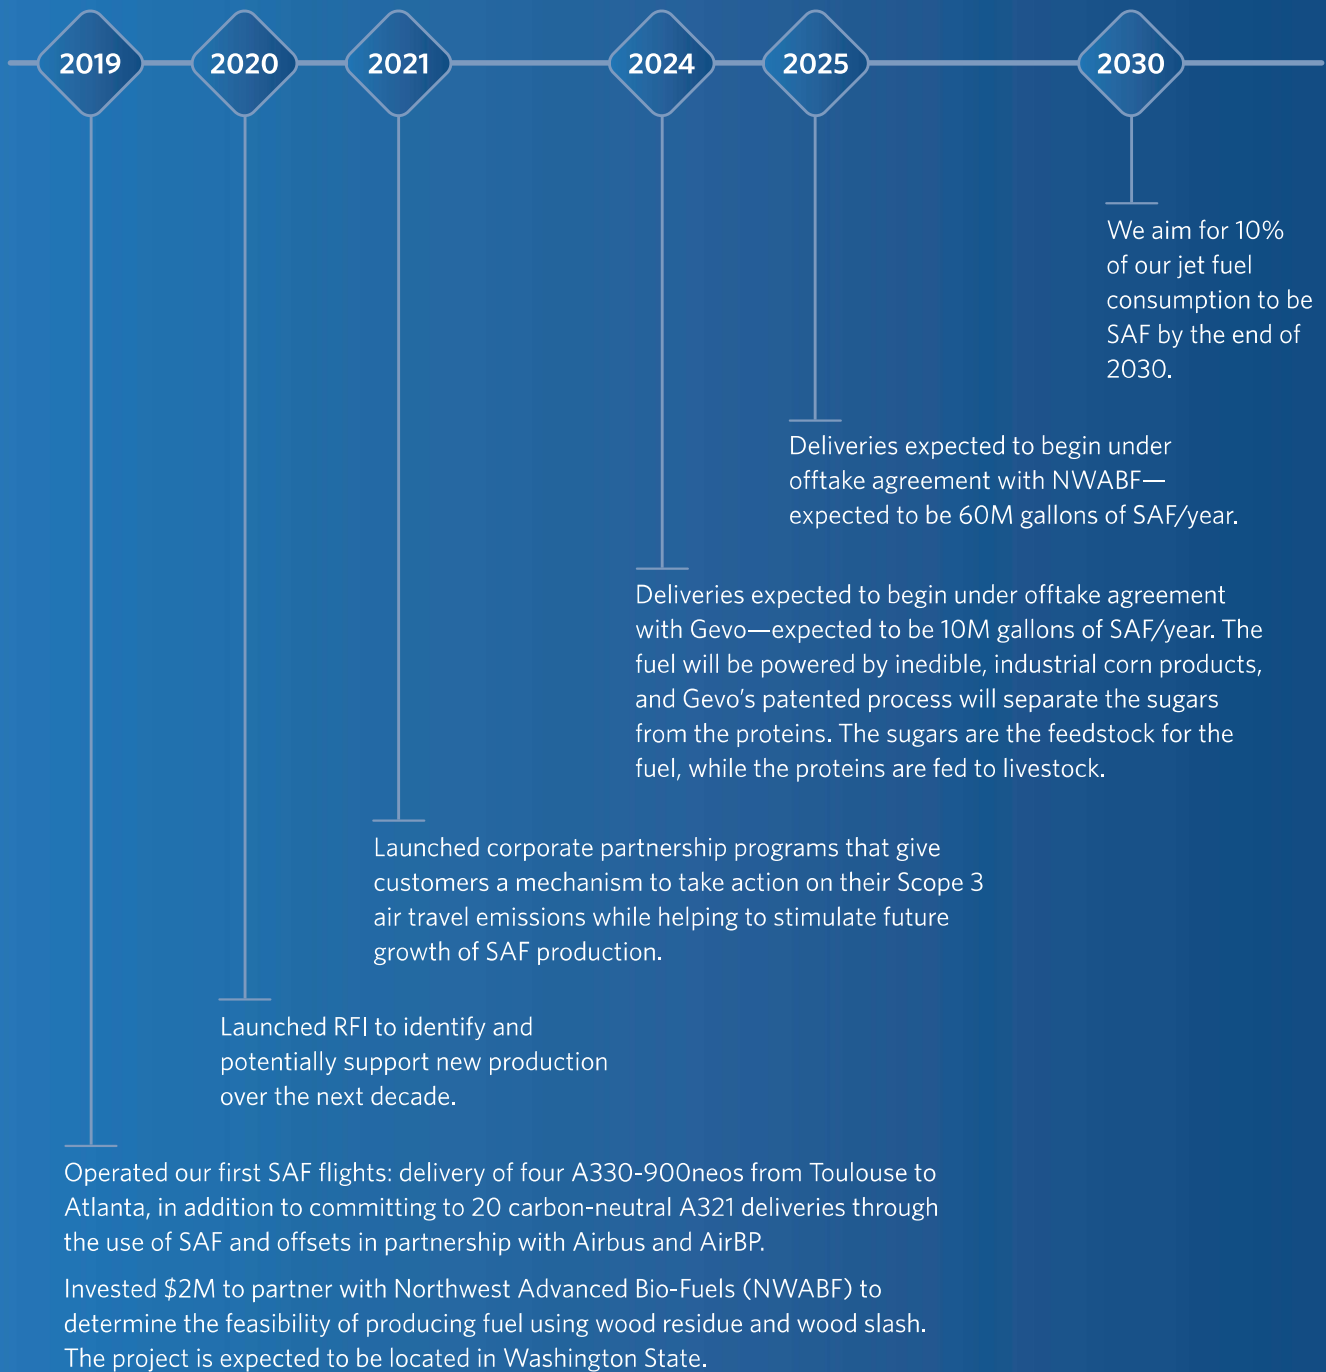 2019
2020
2021
2024
2025
2030
We aim for 10%
of our jet fuel
consumption to be
SAF by the end of
2030.
Deliveries expected to begin under
offtake agreement with NWABF—
expected to be 60M gallons of SAF/year.
Deliveries expected to begin under offtake agreement
with Gevo—expected to be 10M gallons of SAF/year. The
fuel will be powered by inedible, industrial corn products,
and Gevo's patented process will separate the sugars
from the proteins. The sugars are the feedstock for the
fuel, while the proteins are fed to livestock.
Launched corporate partnership programs that give
customers a mechanism to take action on their Scope 3
air travel emissions while helping to stimulate future
growth of SAF production.
Launched RFI to identify and
potentially support new production
over the next decade.
Operated our first SAF flights: delivery of four A330-900neos from Toulouse to
Atlanta, in addition to committing to 20 carbon-neutral A321 deliveries through
the use of SAF and offsets in partnership with Airbus and AirBP.
Invested $2M to partner with Northwest Advanced Bio-Fuels (NWABF) to
determine the feasibility of producing fuel using wood residue and wood slash.
The project is expected to be located in Washington State.